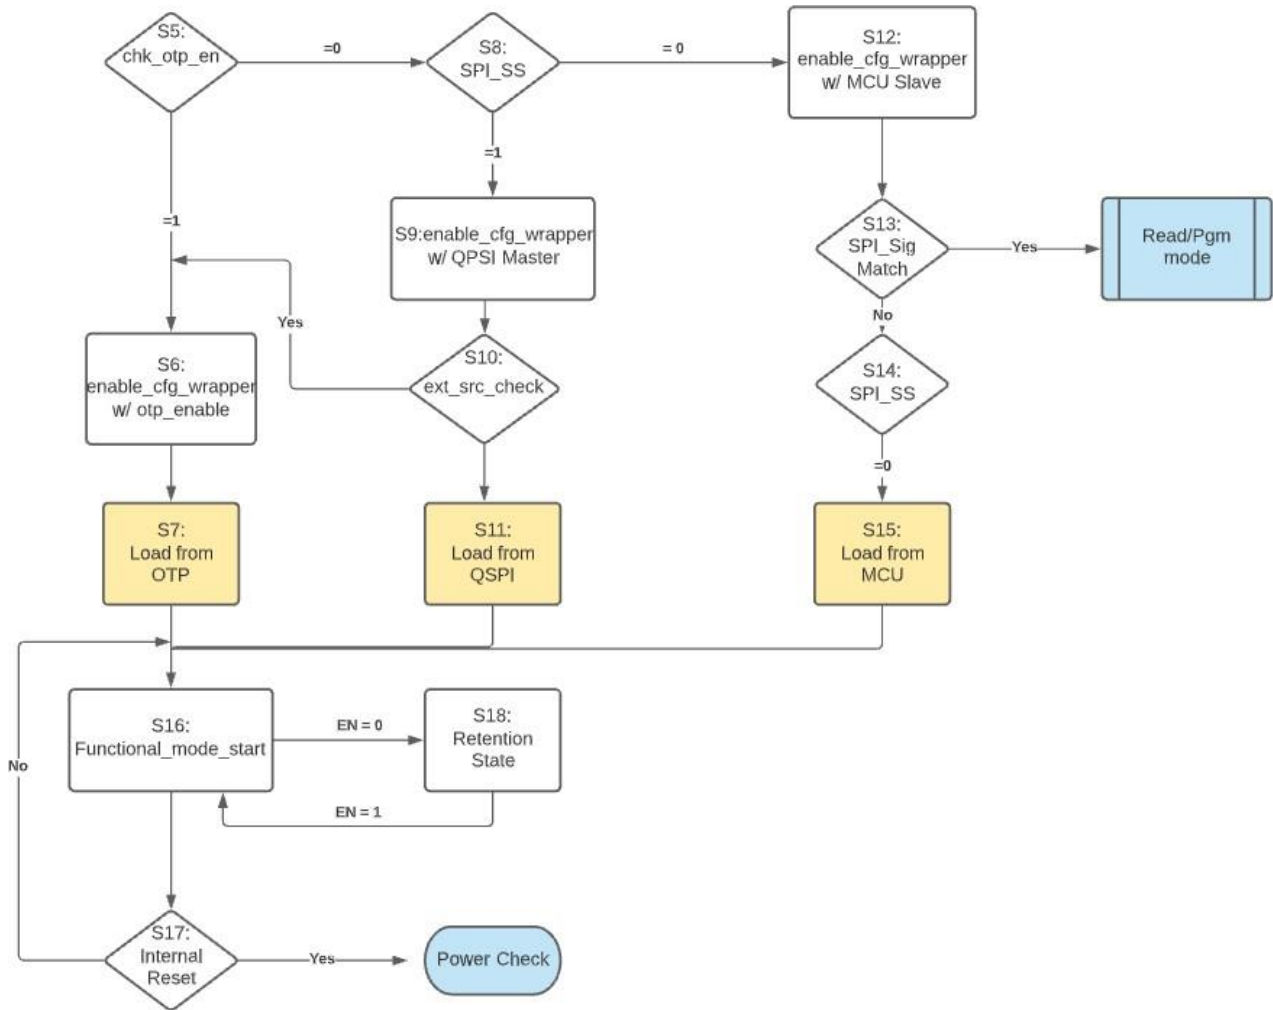 S5:
chk_otp_en
=0
S8:
SPI_SS
= 0
S12:
enable_cfg_wrapper
w/ MCU Slave
=1
=1
S9:enable_cfg_wrapper
w/ QPSI Master
S13:
SPI_Sig
Match
Yes
Read/Pgm
mode
No
Yes
S6:
enable_cfg_wrapper
w/ otp_enable
S10:
ext_src_check
S14:
SPI_SS
=0
S7:
Load from
OTP
S11:
Load from
QSPI
S15:
Load from
MCU
S16:
Functional_mode_start
EN = 0
S18:
Retention
State
EN = 1
No
S17:
Internal
Reset
Yes
Power Check